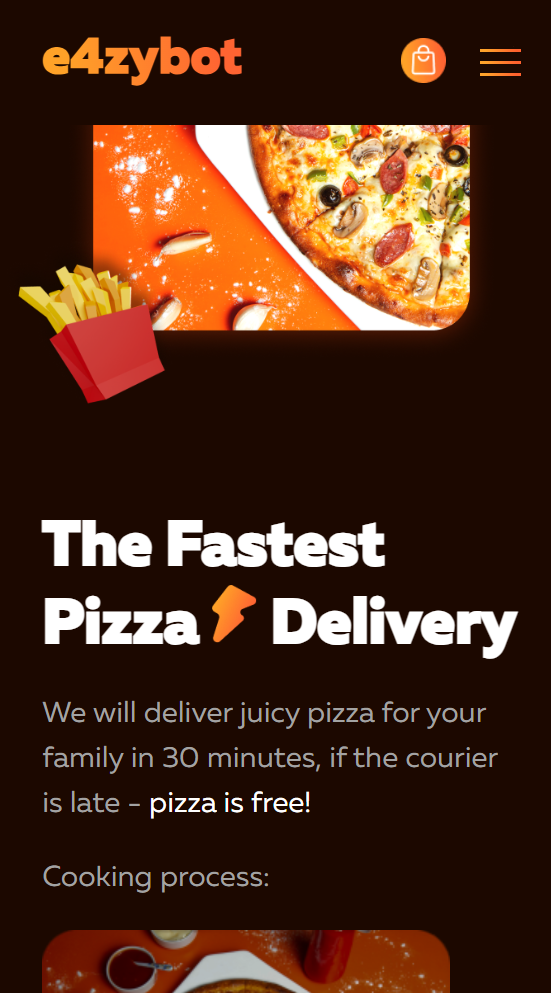 e4zybot
The Fastest
Pizza Delivery
We will deliver juicy pizza for your
family in 30 minutes, if the courier
is late - pizza is free!
Cooking process: